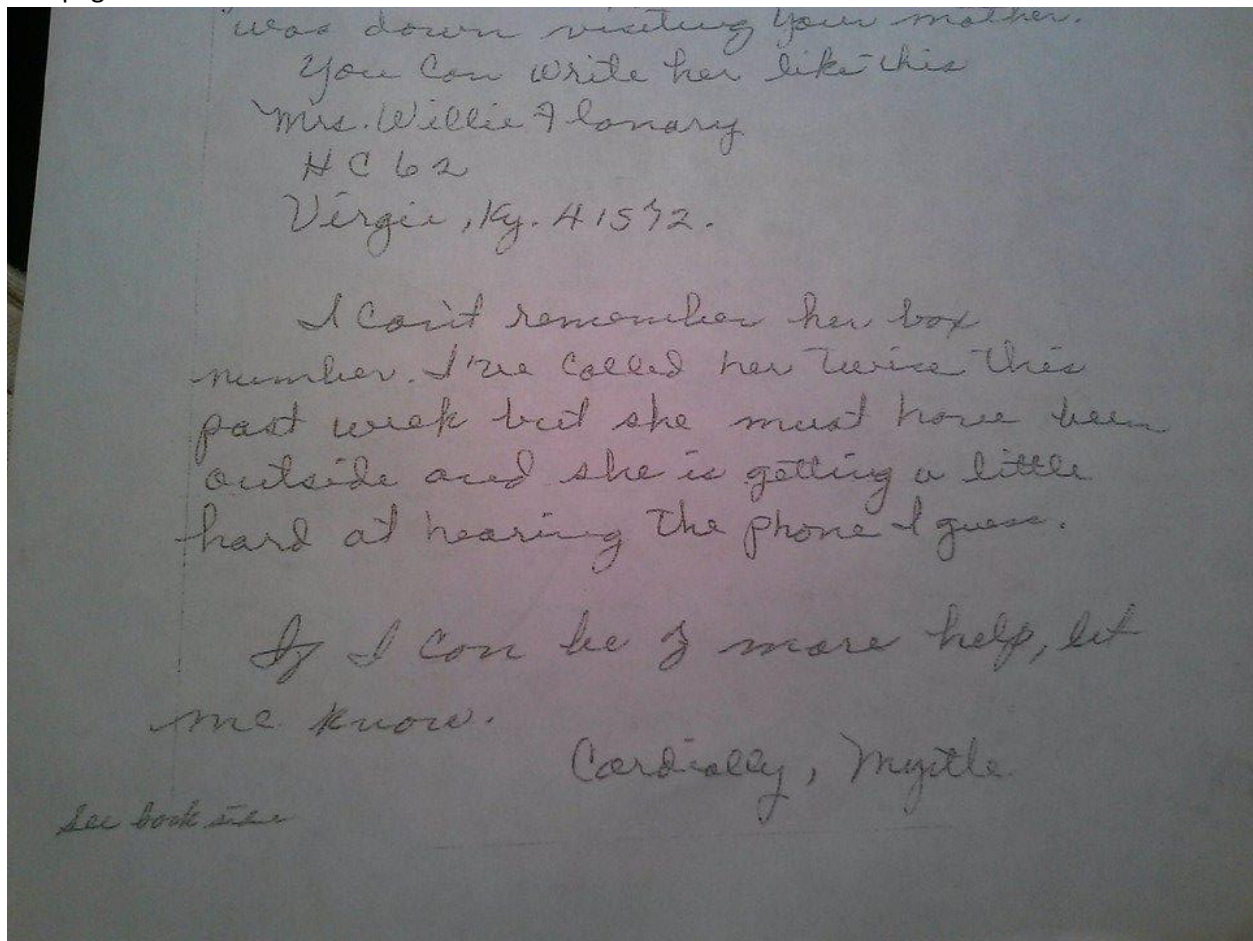 was down visiting your mother.
You Can write her like this
Mrs. Willie Flanary
HC 62
Virgie, Ky. 41572.
I can't remember her box
number. I've called her twice this
past week but she must have been
outside and she is getting a little
hard at hearing the phone I guess.
If I can be of more help, let
me know.
Cordially, Myrtle
See back side